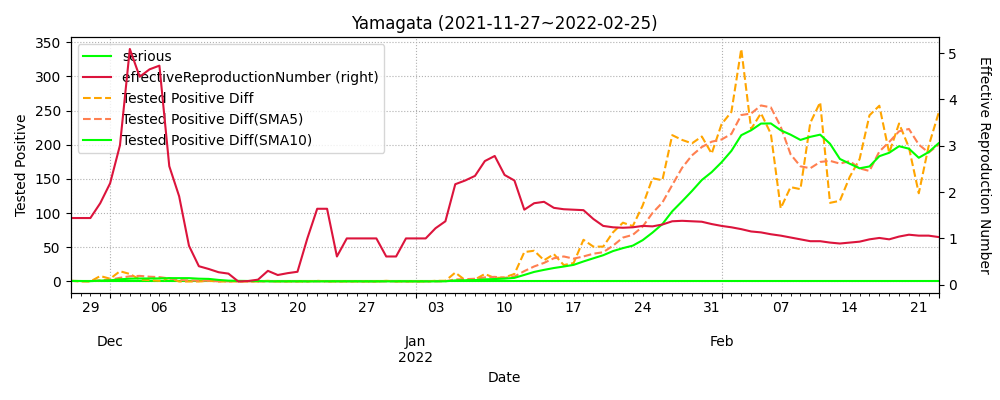 Yamagata (2021-11-27~2022-02-25)
serious
effectiveReproductionNumber (right)
Tested Positive Diff
Tested Positive Diff(SMA5)
Tested Positive Diff(SMA10)
Tested Positive
350
300
250
200
150
100
50
0
Effective Reproduction Number
5
4
3
2
1
0
29 06 13 20 27 03 10 17 24 31 07 14 21
Dec Jan Feb
2022
Date